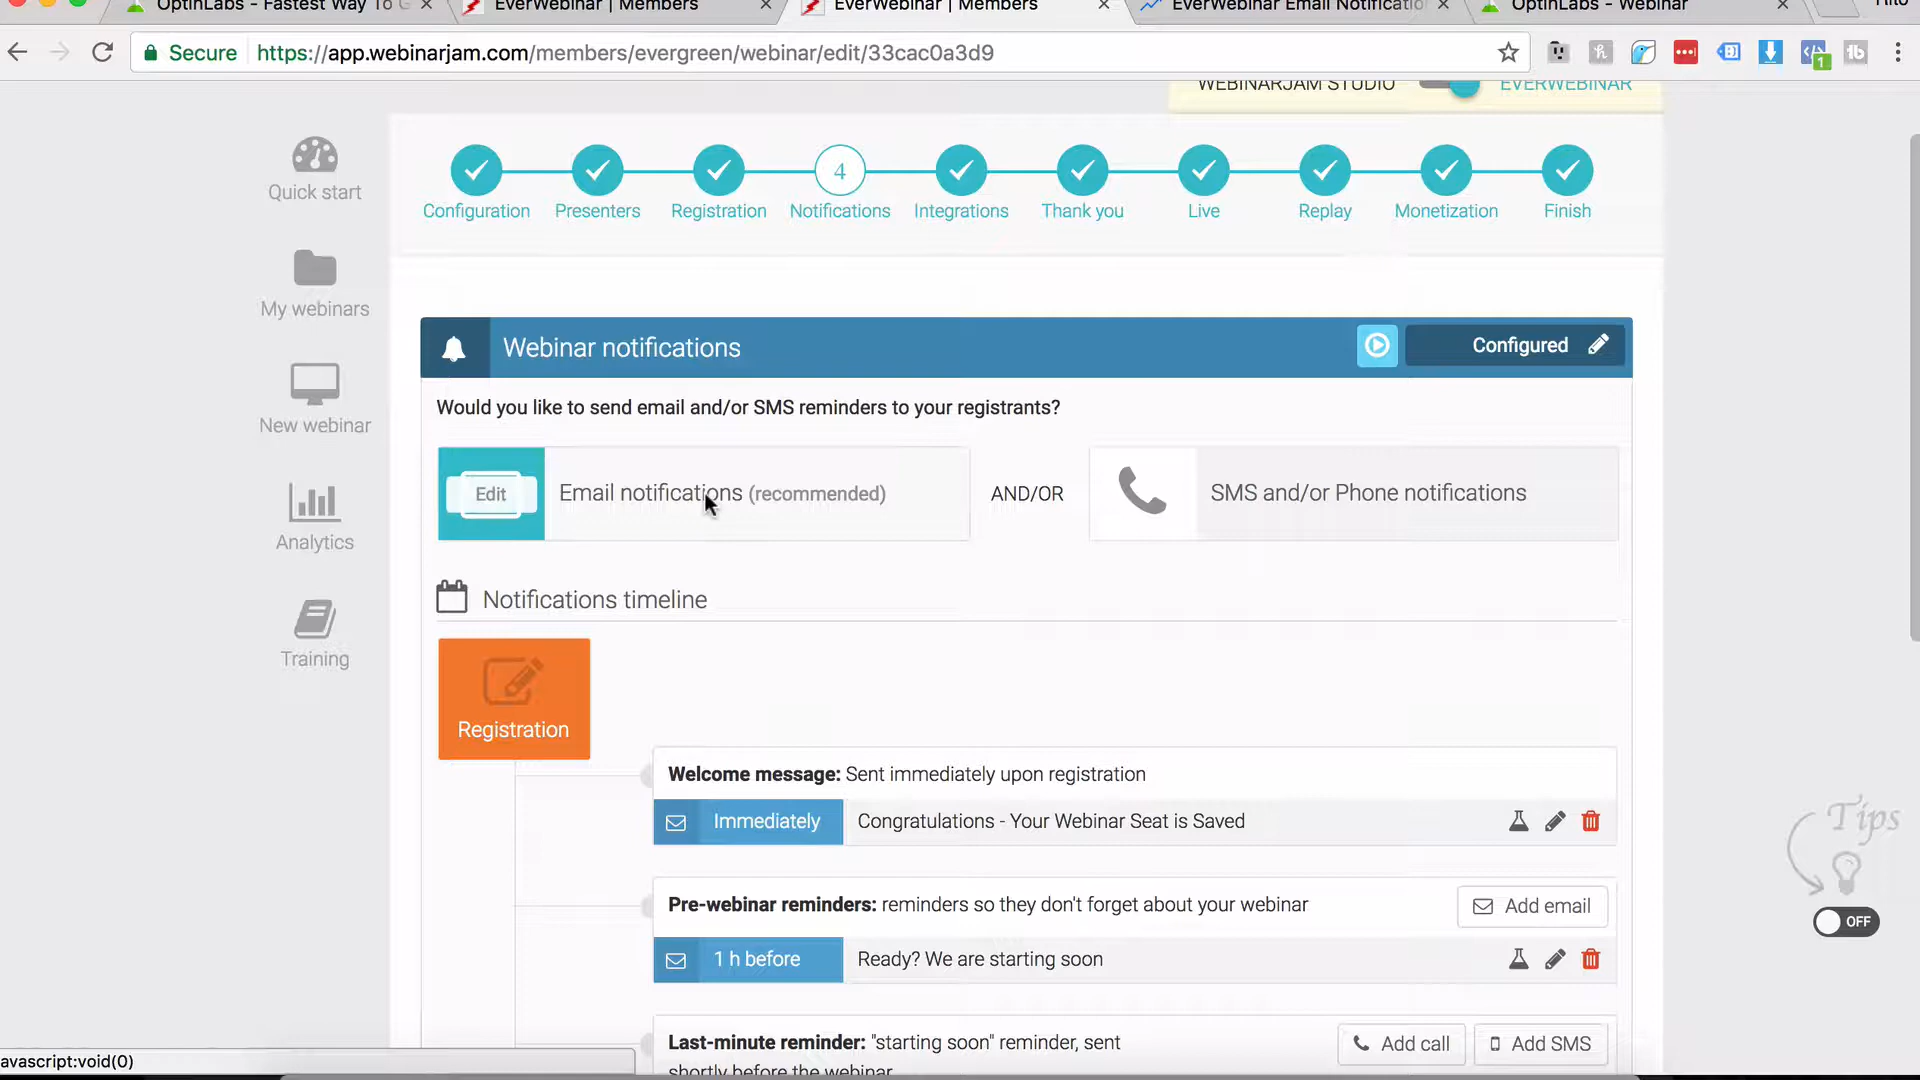 OptinLabs - Fastest Way To G
EverWebinar | Members
EverWebinar | Members
EverWebinar Email Notificatio
OptinLabs - Webinar
Secure
https://app.webinarjam.com/members/evergreen/webinar/edit/33cac0a3d9
1
WEBINARJAM STUDIO
EVERWEBINAR
Quick start
My webinars
New webinar
Analytics
Training
4
Configuration
Presenters
Registration
Notifications
Integrations
Thank you
Live
Replay
Monetization
Finish
Webinar notifications
Configured
Would you like to send email and/or SMS reminders to your registrants?
Edit
Email notifications (recommended)
AND/OR
SMS and/or Phone notifications
Notifications timeline
Registration
Welcome message: Sent immediately upon registration
Immediately
Congratulations - Your Webinar Seat is Saved
Pre-webinar reminders: reminders so they don't forget about your webinar
Add email
1 h before
Ready? We are starting soon
Last-minute reminder: "starting soon" reminder, sent
shortly before the webinar
Add call
Add SMS
Tips
OFF
avascript:void(0)